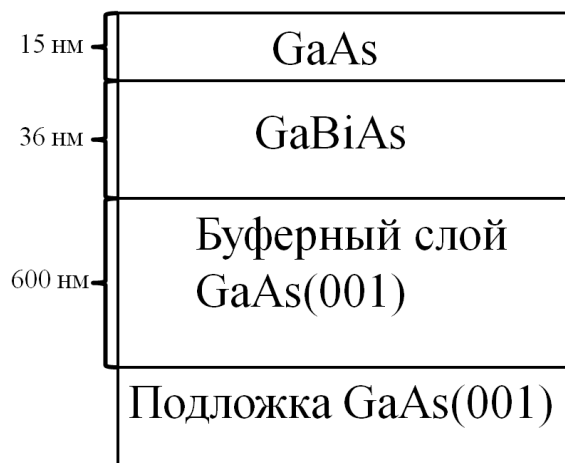 15 нм
GaAs
36 нм
GaBiAs
Буферный слой
600 нм
GaAs(001)
Подложка GaAs(001)